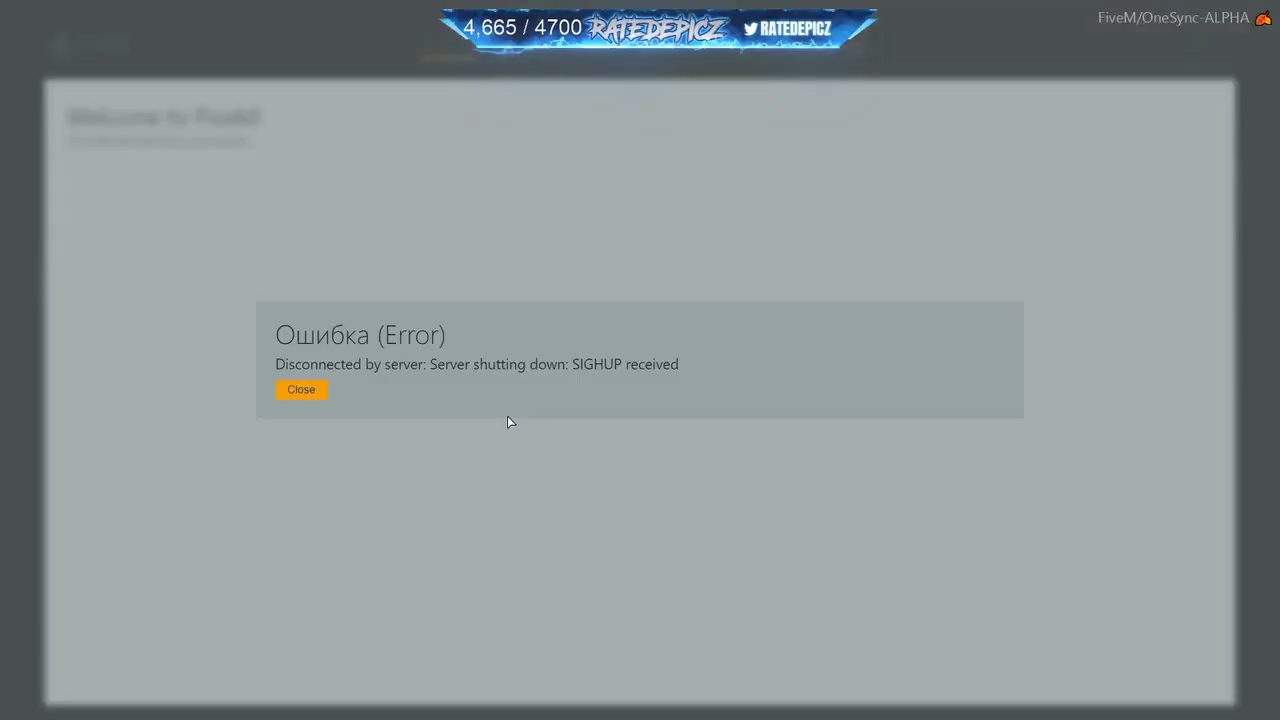 4,665 / 4700 RATEDEPICZ RATEDEPICZ
FiveM/OneSync-ALPHA
Ошибка (Error)
Disconnected by server: Server shutting down: SIGHUP received
Close